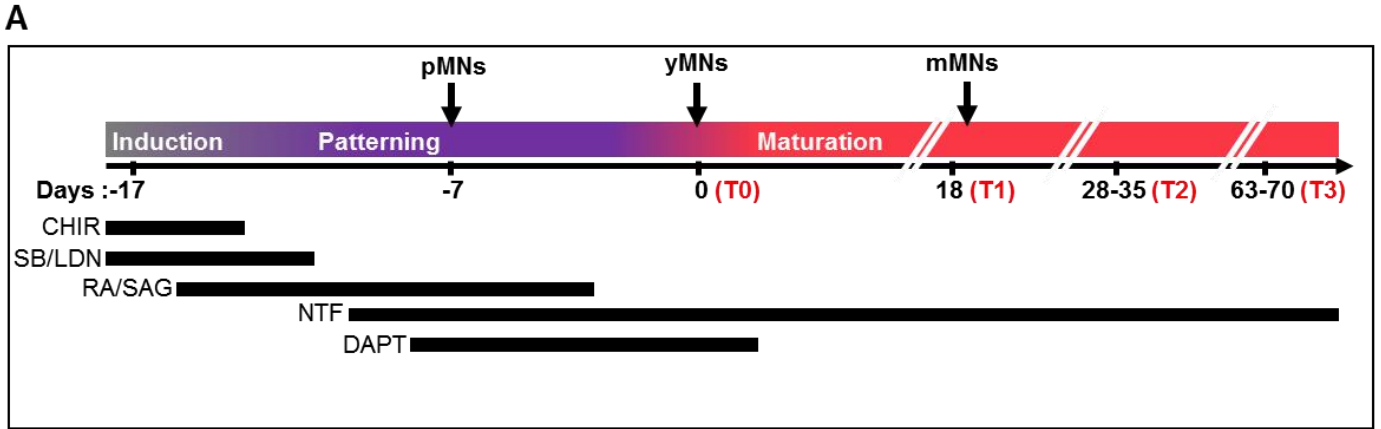 A
pMNs yMNs mMNs
Induction Patterning Maturation
Days :-17 -7 0 (T0) 18 (T1) 28-35 (T2) 63-70 (T3)
CHIR
SB/LDN
RA/SAG
NTF
DAPT